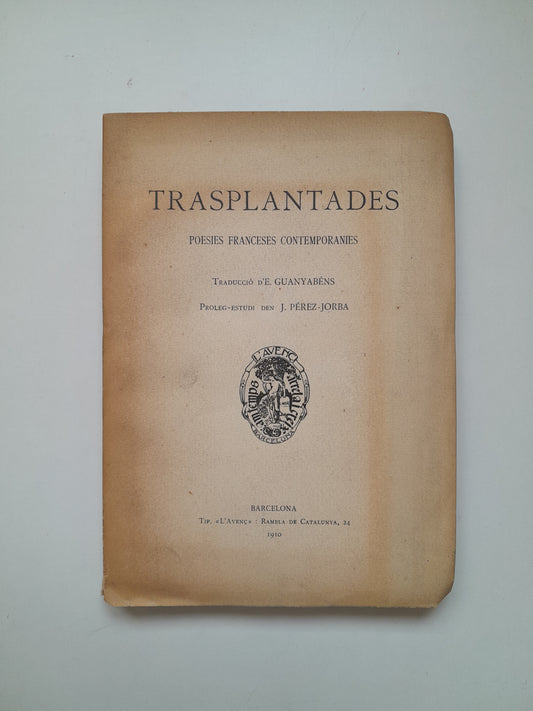 TRASPLANTADES
POESIES FRANCESES CONTEMPORANIES
TRADUCCIÓ D'E. GUANYABÉNS
PROLEG-ESTUDI DEN J. PÉREZ-JORBA
L'AVENÇ
BARCELONA
BARCELONA
TIP. «L'AVENÇ» : RAMBLA DE CATALUNYA, 24
1910